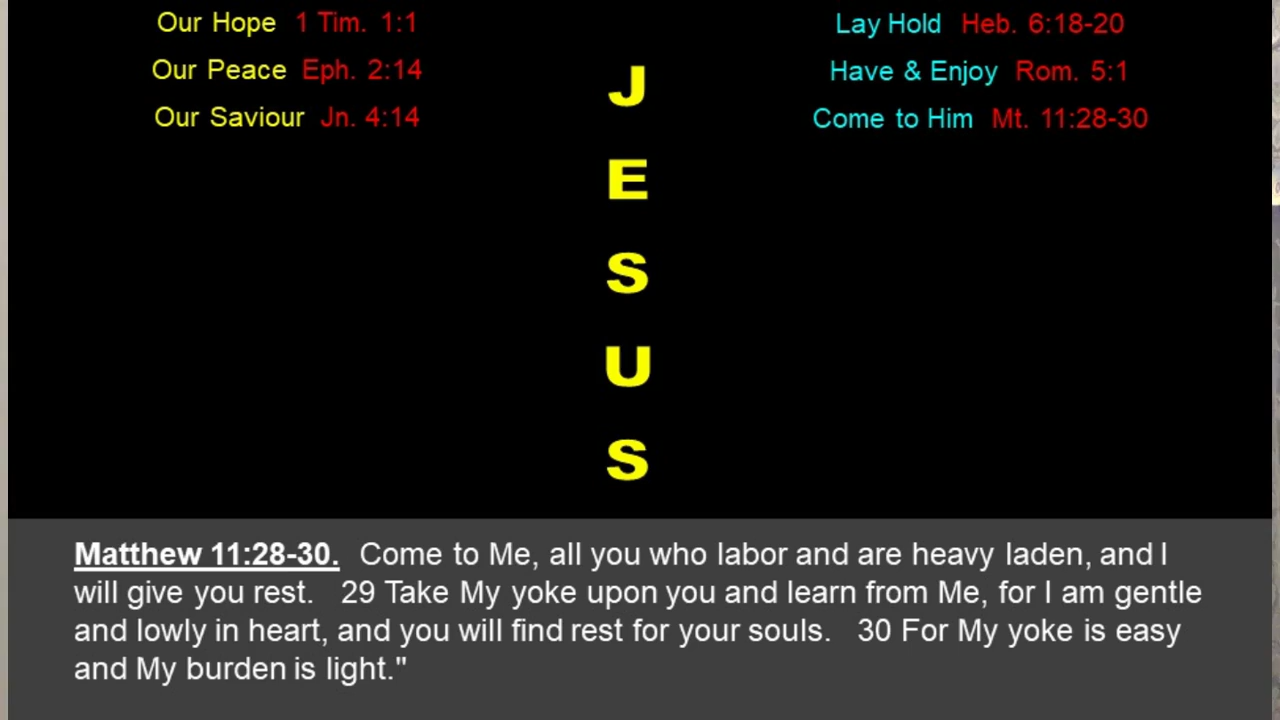 Our Hope 1 Tim. 1:1
Our Peace Eph. 2:14
Our Saviour Jn. 4:14
J
E
S
U
S
Lay Hold Heb. 6:18-20
Have & Enjoy Rom. 5:1
Come to Him Mt. 11:28-30
Matthew 11:28-30. Come to Me, all you who labor and are heavy laden, and I
will give you rest. 29 Take My yoke upon you and learn from Me, for I am gentle
and lowly in heart, and you will find rest for your souls. 30 For My yoke is easy
and My burden is light."